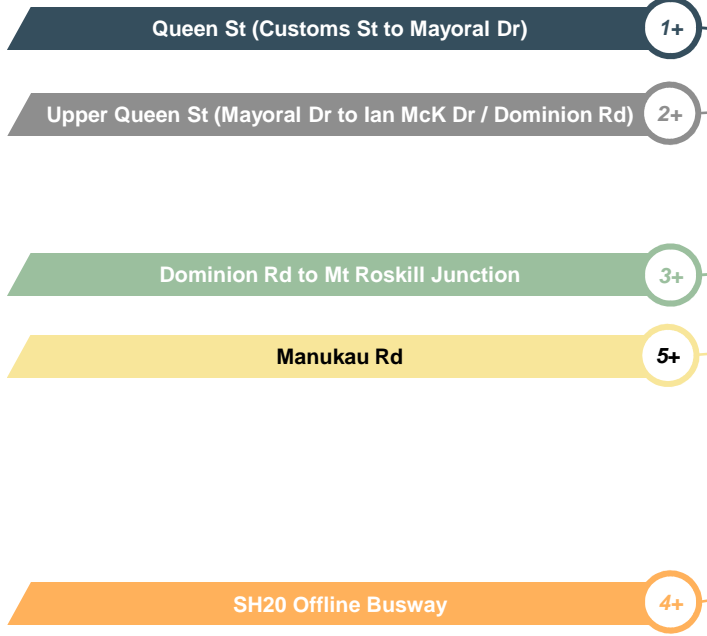 Queen St (Customs St to Mayoral Dr) 1+
Upper Queen St (Mayoral Dr to Ian McK Dr / Dominion Rd) 2+
Dominion Rd to Mt Roskill Junction 3+
Manukau Rd 5+
SH20 Offline Busway 4+